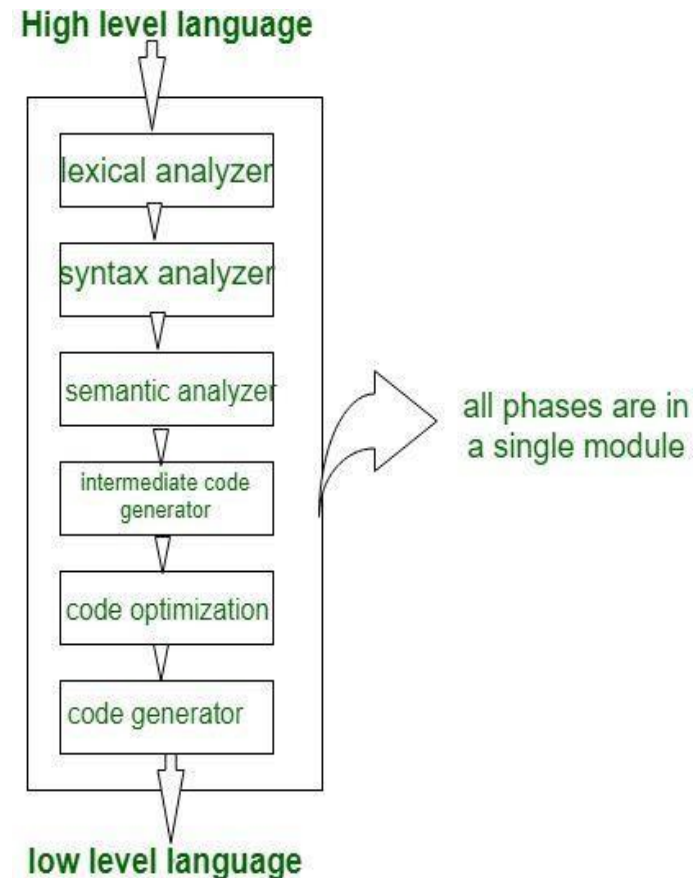 High level language
lexical analyzer
syntax analyzer
semantic analyzer
intermediate code
generator
code optimization
code generator
low level language
all phases are in
a single module